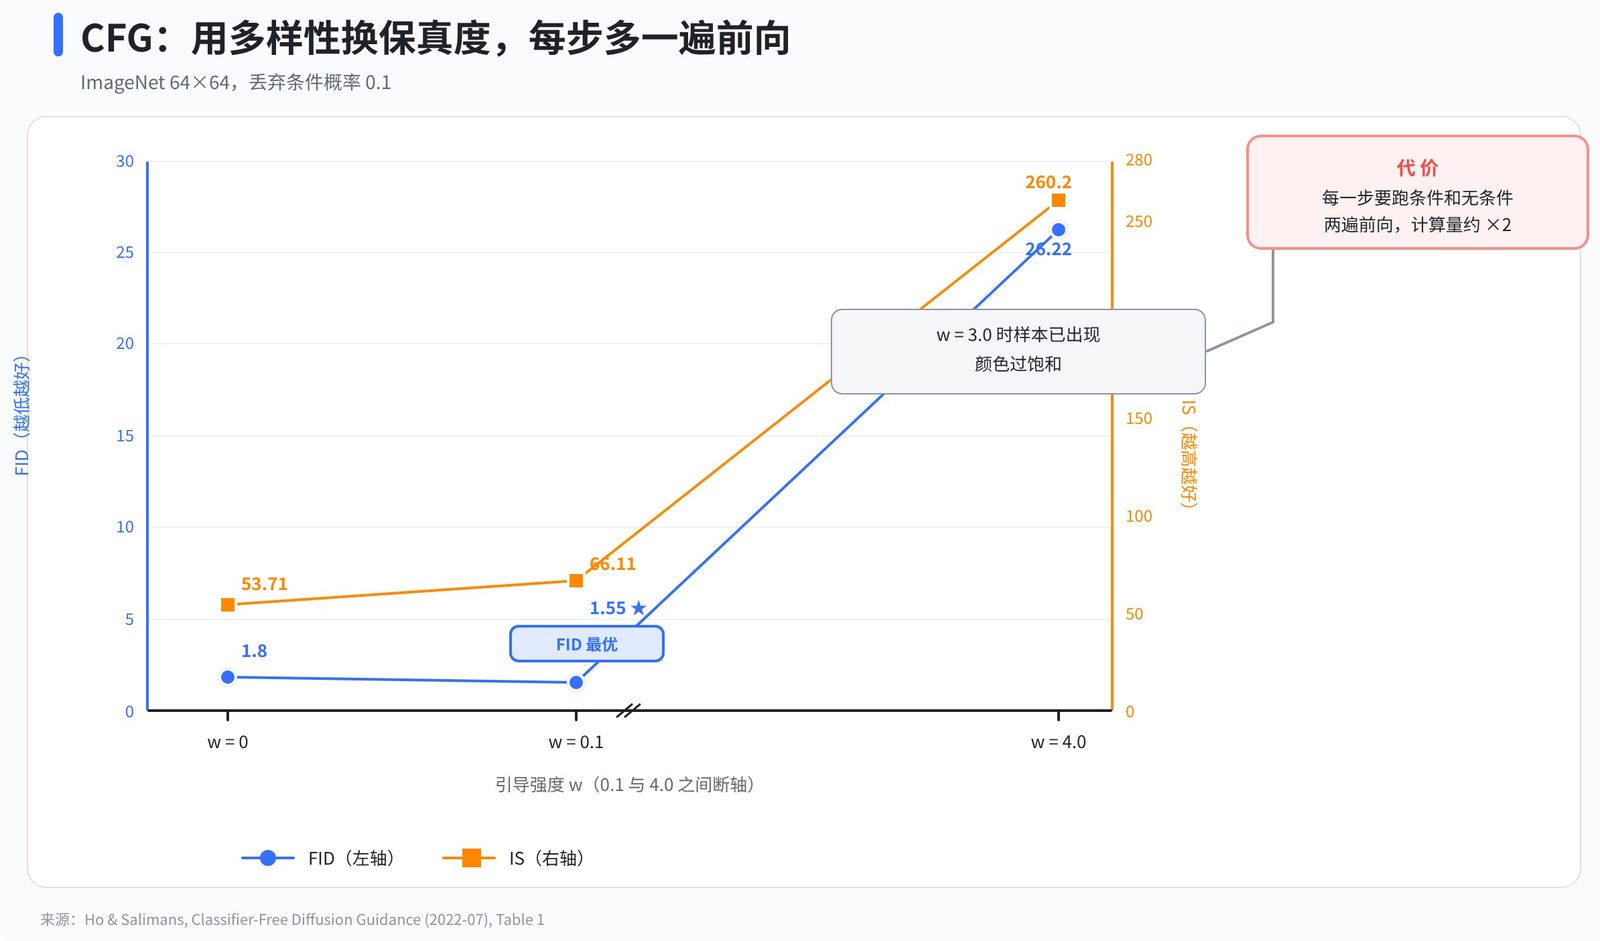 CFG：用多样性换保真度，每步多一遍前向
ImageNet 64×64，丢弃条件概率 0.1
代 价
每一步要跑条件和无条件
两遍前向，计算量约 ×2
30
25
20
15
10
5
0
FID（越低越好）
280
250
150
100
50
0
IS（越高越好）
260.2
26.22
w = 3.0 时样本已出现
颜色过饱和
53.71
66.11
1.55 ★
FID 最优
1.8
w = 0
w = 0.1
w = 4.0
引导强度 w（0.1 与 4.0 之间断轴）
FID（左轴）
IS（右轴）
来源：Ho & Salimans, Classifier-Free Diffusion Guidance (2022-07), Table 1